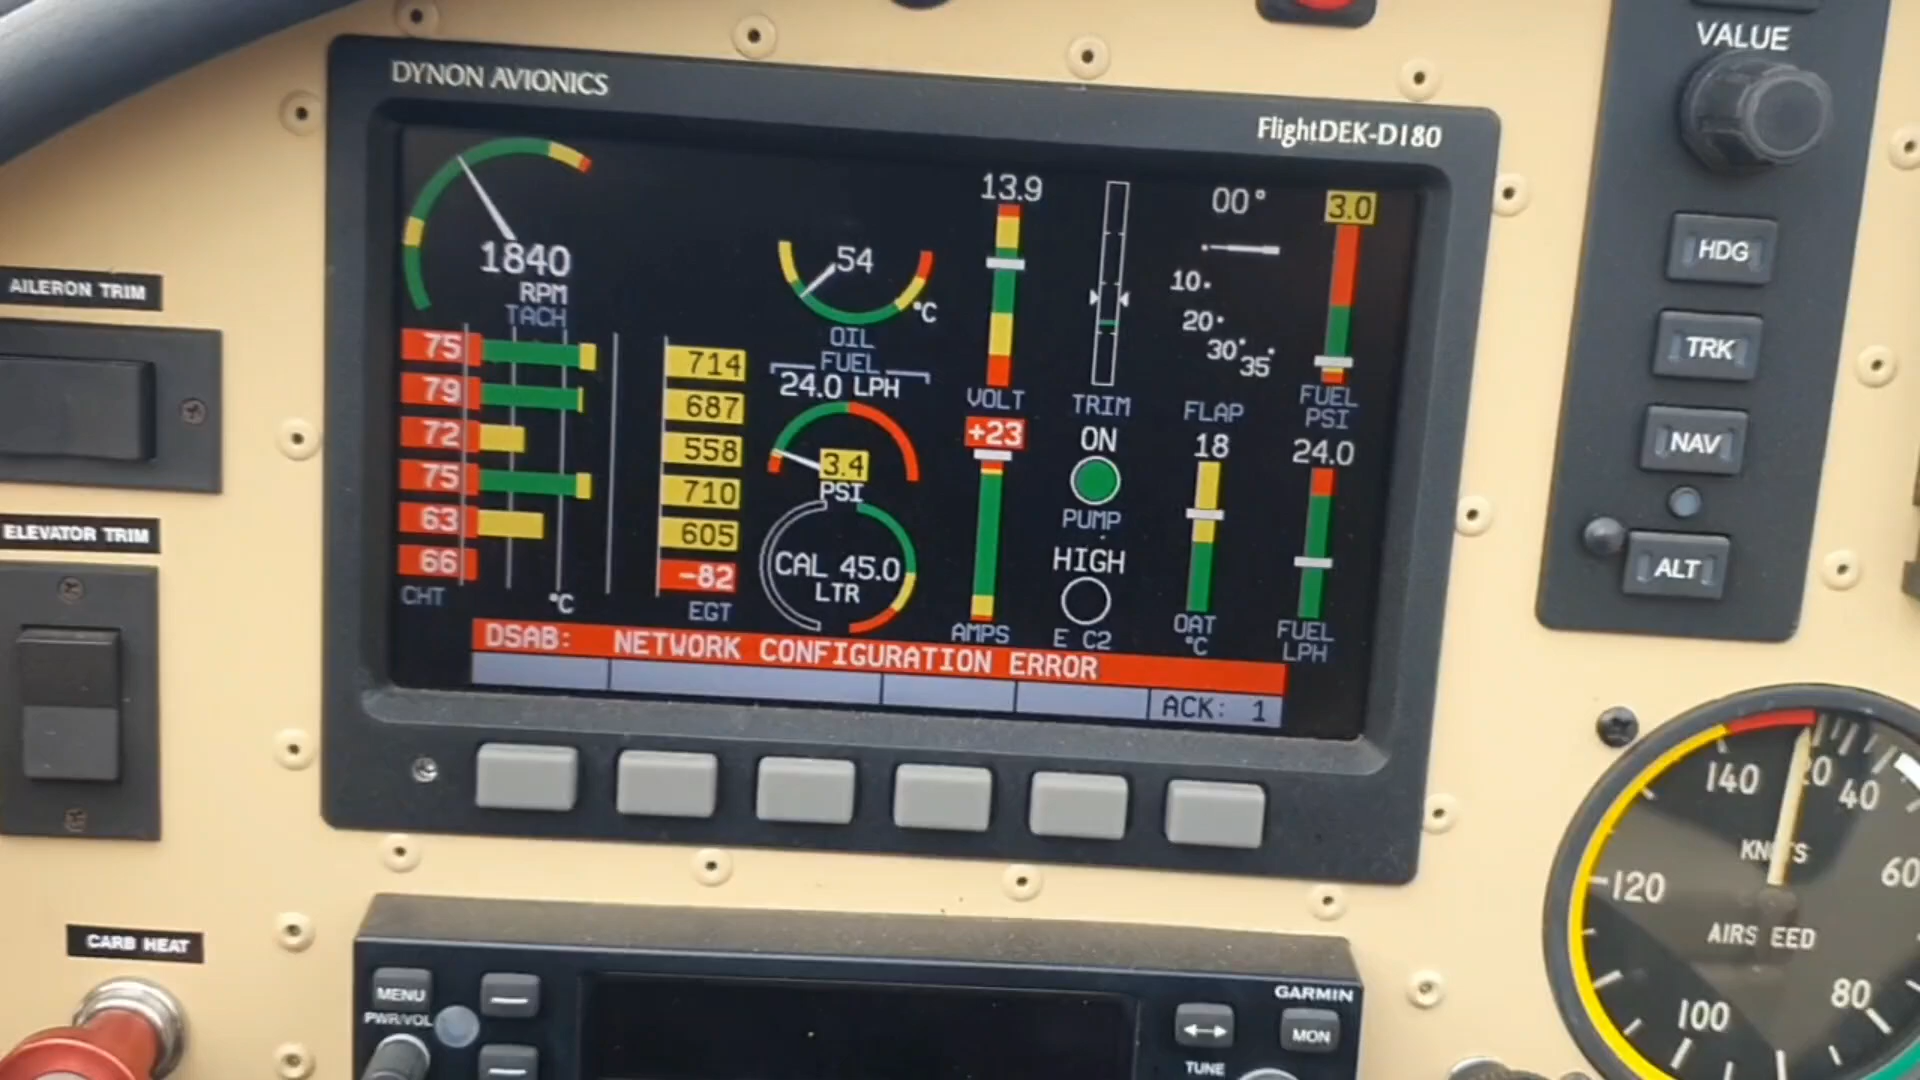 VALUE
DYNON AVIONICS
FlightDEK-D180
HDG
TRK
NAV
ALT
AILERON TRIM
ELEVATOR TRIM
CARB HEAT
1840
RPM
TACH
75
79
72
75
63
66
CHT
°C
714
687
558
710
605
-82
EGT
54
°C
OIL
FUEL
24.0 LPH
3.4
PSI
CAL 45.0
LTR
13.9
VOLT
+23
AMPS
TRIM
ON
PUMP
HIGH
E C2
00°
10
20
30
35
FLAP
18
OAT
°C
3.0
FUEL
PSI
24.0
FUEL
LPH
DSAB: NETWORK CONFIGURATION ERROR
ACK: 1
MENU
PWR/VOL
GARMIN
MON
TUNE
140 20 40
KNOTS
60
120
AIRSPEED
80
100